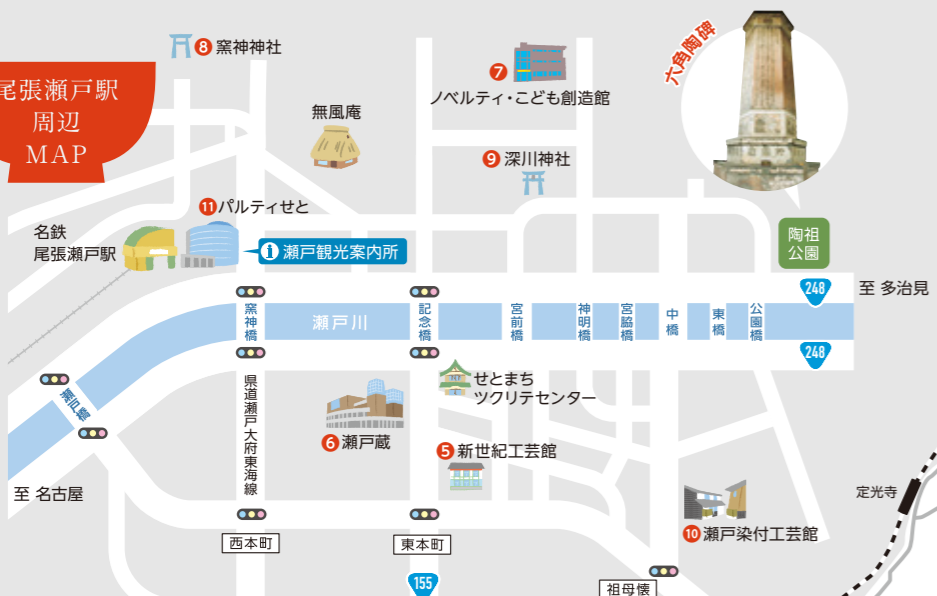 尾張瀬戸駅
周辺
MAP
8 窯神神社
7
ノベルティ・こども創造館
六角陶碑
無風庵
9 深川神社
11 パルティせと
名鉄
尾張瀬戸駅
i 瀬戸観光案内所
陶祖
公園
248
至 多治見
窯神橋
瀬戸川
記念橋
宮前橋
神明橋
宮脇橋
中橋
東橋
公園橋
248
瀬戸橋
県道瀬戸大府東海線
せとまち
ツクリテセンター
6 瀬戸蔵
5 新世紀工芸館
至 名古屋
定光寺
10 瀬戸染付工芸館
西本町
東本町
155
祖母懐